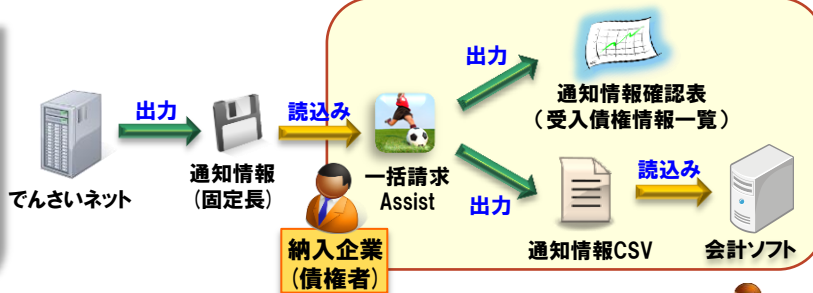 出力
通知情報確認表
（受入債権情報一覧）
出力
読込み
でんさいネット
通知情報
(固定長)
一括請求
Assist
出力
読込み
納入企業
(債権者)
通知情報CSV
会計ソフト